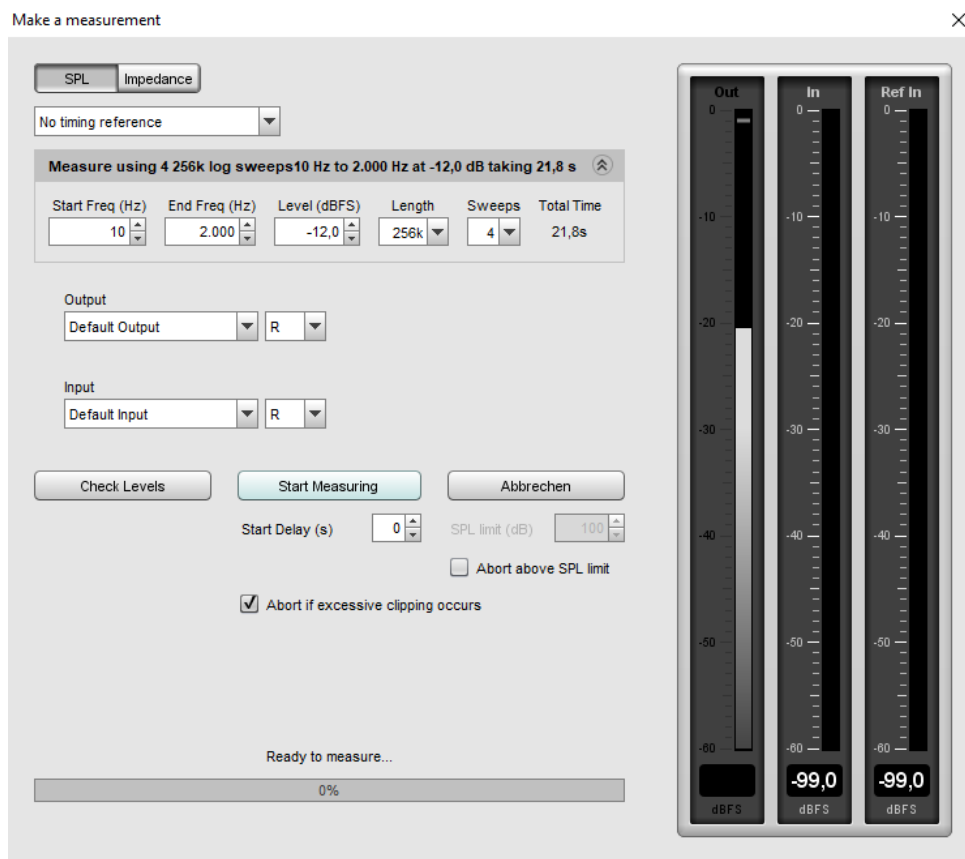 Make a measurement
SPL Impedance
No timing reference
Measure using 4 256k log sweeps10 Hz to 2.000 Hz at -12,0 dB taking 21,8 s
Start Freq (Hz) End Freq (Hz) Level (dBFS) Length Sweeps Total Time
10 2.000 -12,0 256k 4 21,8s
Output
Default Output R
Input
Default Input R
Check Levels Start Measuring Abbrechen
Start Delay (s) 0 SPL limit (dB) 100
Abort above SPL limit
Abort if excessive clipping occurs
Ready to measure...
0%
Out In Ref In
0 0 0
-10 -10 -10
-20 -20 -20
-30 -30 -30
-40 -40 -40
-50 -50 -50
-60 -60 -60
-99,0 -99,0
dBFS dBFS dBFS